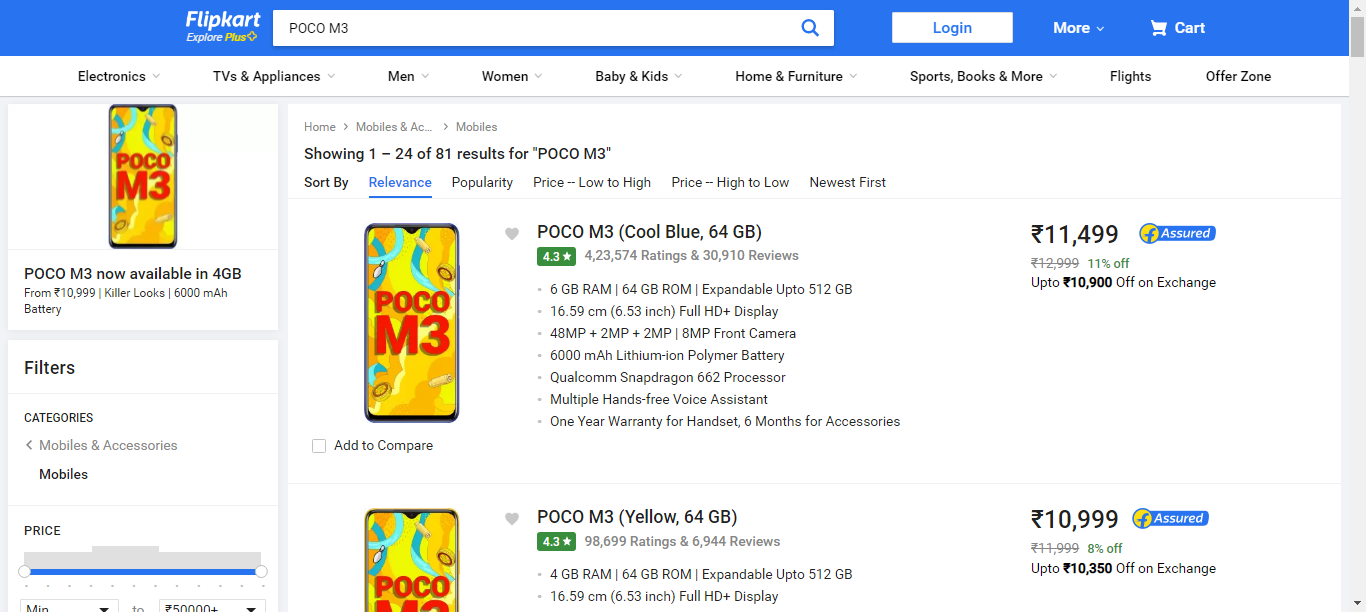 Flipkart
Explore Plus
POCO M3
Login
More
Cart
Electronics
TVs & Appliances
Men
Women
Baby & Kids
Home & Furniture
Sports, Books & More
Flights
Offer Zone
POCO
M3
POCO M3 now available in 4GB
From ₹10,999 | Killer Looks | 6000 mAh
Battery
Filters
CATEGORIES
Mobiles & Accessories
Mobiles
PRICE
Min
to
₹50000+
Home
Mobiles & Ac...
Mobiles
Showing 1 – 24 of 81 results for "POCO M3"
Sort By
Relevance
Popularity
Price -- Low to High
Price -- High to Low
Newest First
POCO
M3
Add to Compare
POCO M3 (Cool Blue, 64 GB)
4.3 ★ 4,23,574 Ratings & 30,910 Reviews
6 GB RAM | 64 GB ROM | Expandable Upto 512 GB
16.59 cm (6.53 inch) Full HD+ Display
48MP + 2MP + 2MP | 8MP Front Camera
6000 mAh Lithium-ion Polymer Battery
Qualcomm Snapdragon 662 Processor
Multiple Hands-free Voice Assistant
One Year Warranty for Handset, 6 Months for Accessories
₹11,499
f Assured
₹12,999 11% off
Upto ₹10,900 Off on Exchange
POCO
M3
POCO M3 (Yellow, 64 GB)
4.3 ★ 98,699 Ratings & 6,944 Reviews
4 GB RAM | 64 GB ROM | Expandable Upto 512 GB
16.59 cm (6.53 inch) Full HD+ Display
₹10,999
f Assured
₹11,999 8% off
Upto ₹10,350 Off on Exchange